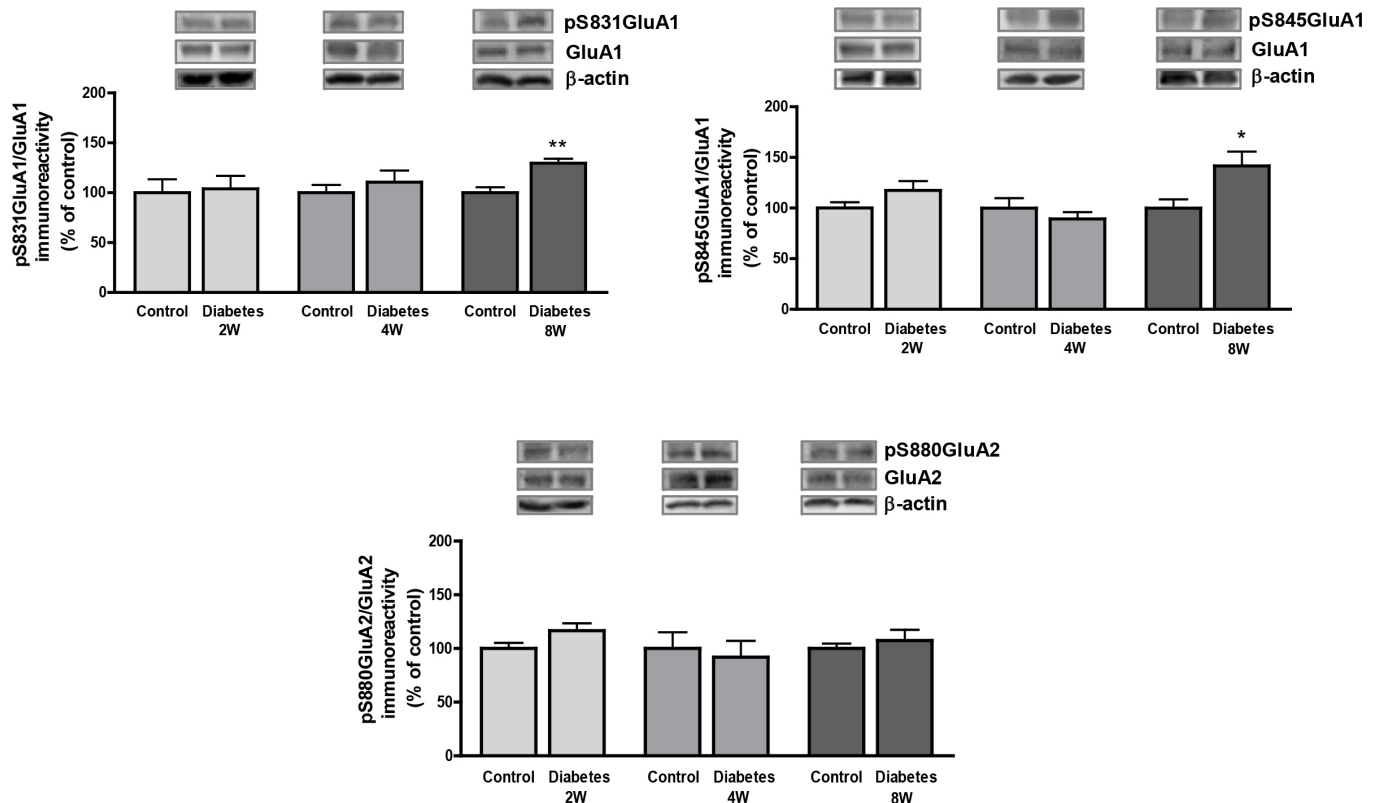 pS831GluA1
GluA1
β-actin
pS831GluA1/GluA1
immunoreactivity
(% of control)
200
150
100
50
0
**
Control Diabetes Control Diabetes Control Diabetes
2W 4W 8W
pS845GluA1
GluA1
β-actin
pS845GluA1/GluA1
immunoreactivity
(% of control)
200
150
100
50
0
*
Control Diabetes Control Diabetes Control Diabetes
2W 4W 8W
pS880GluA2
GluA2
β-actin
pS880GluA2/GluA2
immunoreactivity
(% of control)
200
150
100
50
0
Control Diabetes Control Diabetes Control Diabetes
2W 4W 8W